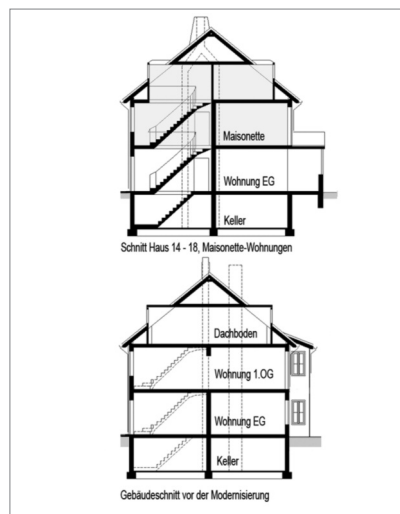 Maisonette
Wohnung EG
Keller
Schnitt Haus 14 - 18, Maisonette-Wohnungen
Dachboden
Wohnung 1.OG
Wohnung EG
Keller
Gebäudeschnitt vor der Modernisierung